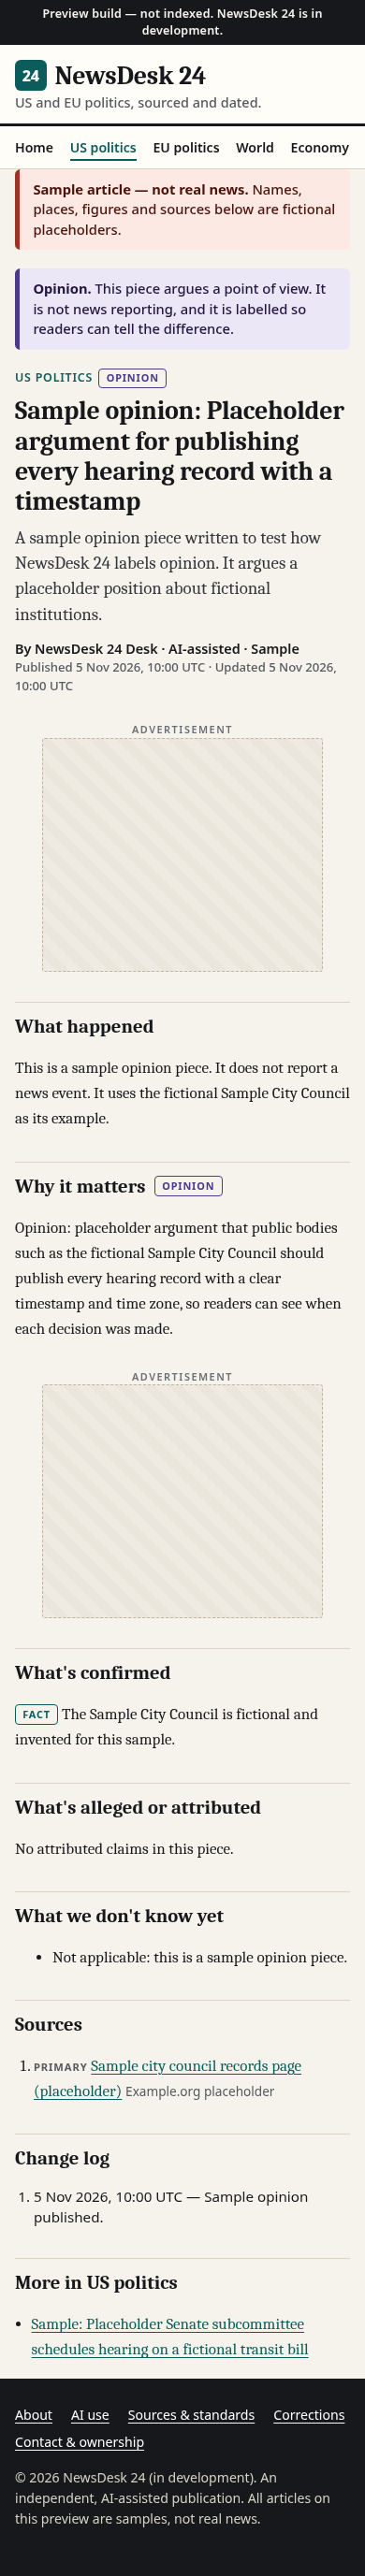 Preview build — not indexed. NewsDesk 24 is in
development.
24 NewsDesk 24
US and EU politics, sourced and dated.
Home US politics EU politics World Economy
Sample article — not real news. Names,
places, figures and sources below are fictional
placeholders.
Opinion. This piece argues a point of view. It
is not news reporting, and it is labelled so
readers can tell the difference.
US POLITICS OPINION
Sample opinion: Placeholder
argument for publishing
every hearing record with a
timestamp
A sample opinion piece written to test how
NewsDesk 24 labels opinion. It argues a
placeholder position about fictional
institutions.
By NewsDesk 24 Desk · AI-assisted · Sample
Published 5 Nov 2026, 10:00 UTC · Updated 5 Nov 2026,
10:00 UTC
ADVERTISEMENT
What happened
This is a sample opinion piece. It does not report a
news event. It uses the fictional Sample City Council
as its example.
Why it matters OPINION
Opinion: placeholder argument that public bodies
such as the fictional Sample City Council should
publish every hearing record with a clear
timestamp and time zone, so readers can see when
each decision was made.
ADVERTISEMENT
What's confirmed
FACT The Sample City Council is fictional and
invented for this sample.
What's alleged or attributed
No attributed claims in this piece.
What we don't know yet
• Not applicable: this is a sample opinion piece.
Sources
1. PRIMARY Sample city council records page
(placeholder) Example.org placeholder
Change log
1. 5 Nov 2026, 10:00 UTC — Sample opinion
published.
More in US politics
• Sample: Placeholder Senate subcommittee
schedules hearing on a fictional transit bill
About AI use Sources & standards Corrections
Contact & ownership
© 2026 NewsDesk 24 (in development). An
independent, AI-assisted publication. All articles on
this preview are samples, not real news.